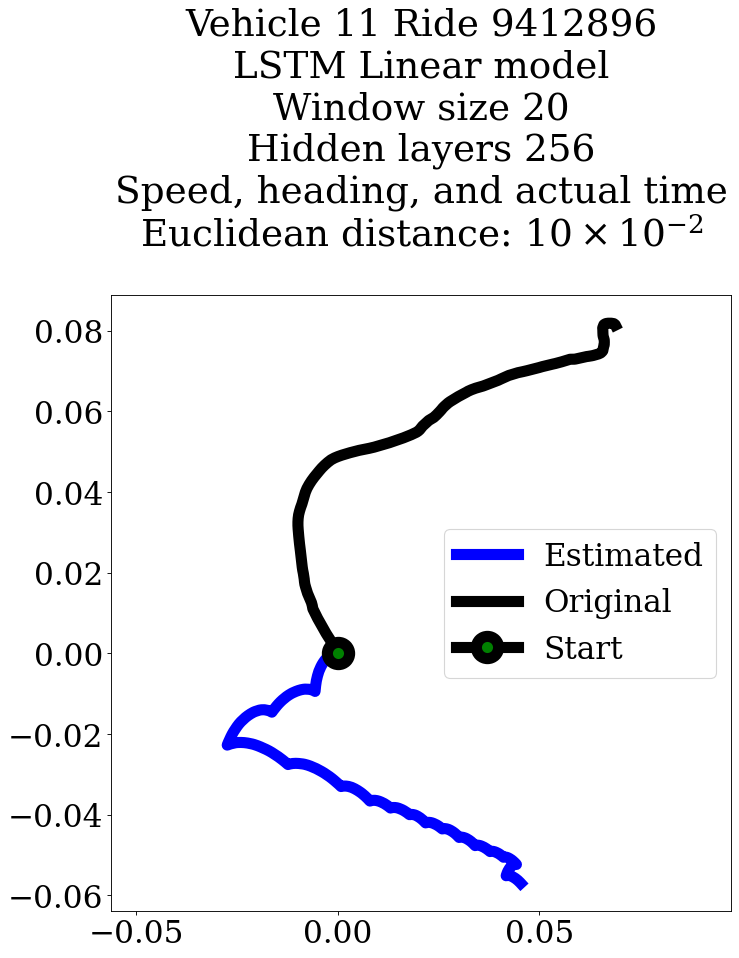 Vehicle 11 Ride 9412896
LSTM Linear model
Window size 20
Hidden layers 256
Speed, heading, and actual time
Euclidean distance: 10 × 10⁻²
0.08
0.06
0.04
0.02
0.00
−0.02
−0.04
−0.06
Estimated
Original
Start
−0.05 0.00 0.05